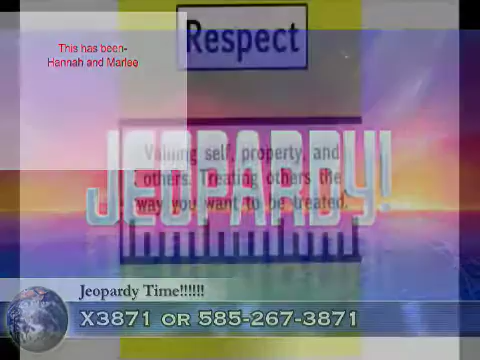 Respect
This has been-
Hannah and Marlee
JEOPARDY!
Valuing self, property, and
others. Treating others the
way you want to be treated.
Jeopardy Time!!!!!!
X3871 OR 585-267-3871